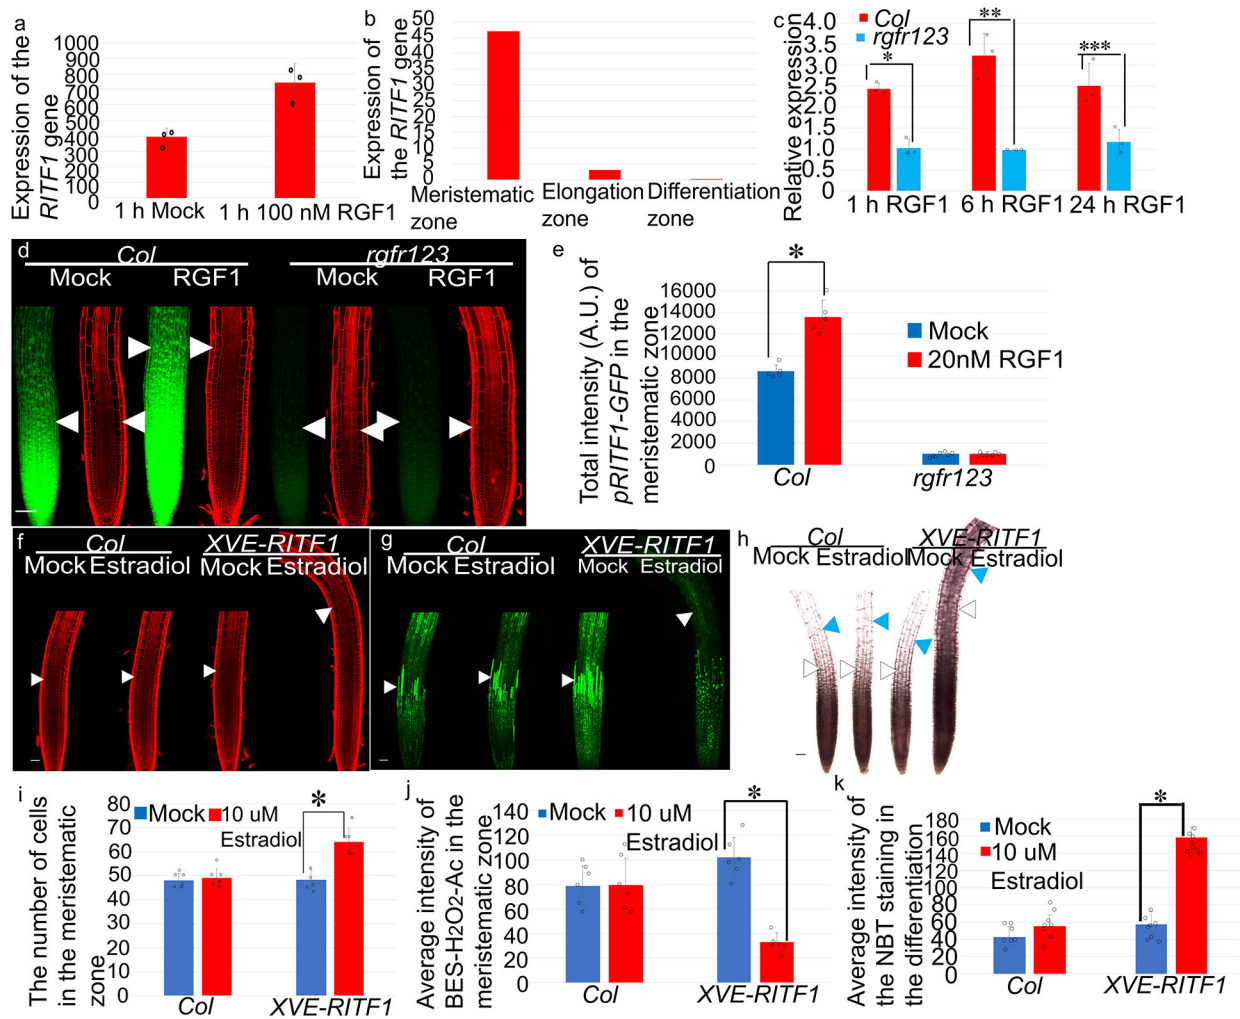 a
Expression of the
RITF1 gene
1000
900
800
700
600
500
400
300
200
100
0
1 h Mock
1 h 100 nM RGF1
b
Expression of
the RITF1 gene
50
45
40
35
30
25
20
15
10
5
0
Meristematic
zone
Elongation
zone
Differentiation
zone
c
Relative expression
4.0
3.5
3.0
2.5
2.0
1.5
1.0
0.5
0
Col
rgfr123
*
**
***
1 h RGF1
6 h RGF1
24 h RGF1
d
Col
Mock
RGF1
rgfr123
Mock
RGF1
e
Total intensity (A.U.) of
pRITF1-GFP in the
meristematic zone
16000
14000
12000
10000
8000
6000
4000
2000
0
*
Mock
20nM RGF1
Col
rgfr123
f
Col
Mock Estradiol
XVE-RITF1
Mock Estradiol
g
Col
Mock Estradiol
XVE-RITF1
Mock Estradiol
h
Col
Mock Estradiol
XVE-RITF1
Mock Estradiol
i
The number of cells
in the meristematic
zone
80
70
60
50
40
30
20
10
0
Mock
10 uM
Estradiol
*
Col
XVE-RITF1
j
Average intensity of
BES-H2O2-Ac in the
meristematic zone
140
120
100
80
60
40
20
0
Mock
10 uM
Estradiol
*
Col
XVE-RITF1
k
Average intensity of
the NBT staining in
the differentiation
180
160
140
120
100
80
60
40
20
0
Mock
10 uM
Estradiol
*
Col
XVE-RITF1